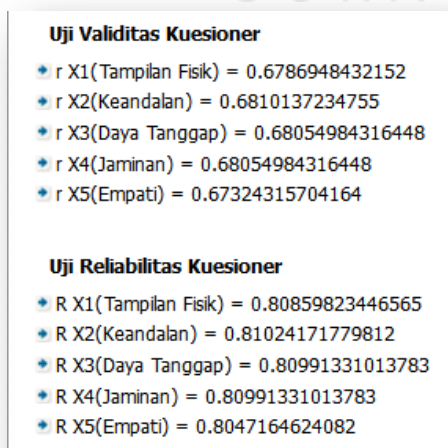 Uji Validitas Kuesioner
r X1(Tampilan Fisik) = 0.6786948432152
r X2(Keandalan) = 0.6810137234755
r X3(Daya Tanggap) = 0.68054984316448
r X4(Jaminan) = 0.68054984316448
r X5(Empati) = 0.67324315704164
Uji Reliabilitas Kuesioner
R X1(Tampilan Fisik) = 0.80859823446565
R X2(Keandalan) = 0.81024171779812
R X3(Daya Tanggap) = 0.80991331013783
R X4(Jaminan) = 0.80991331013783
R X5(Empati) = 0.8047164624082